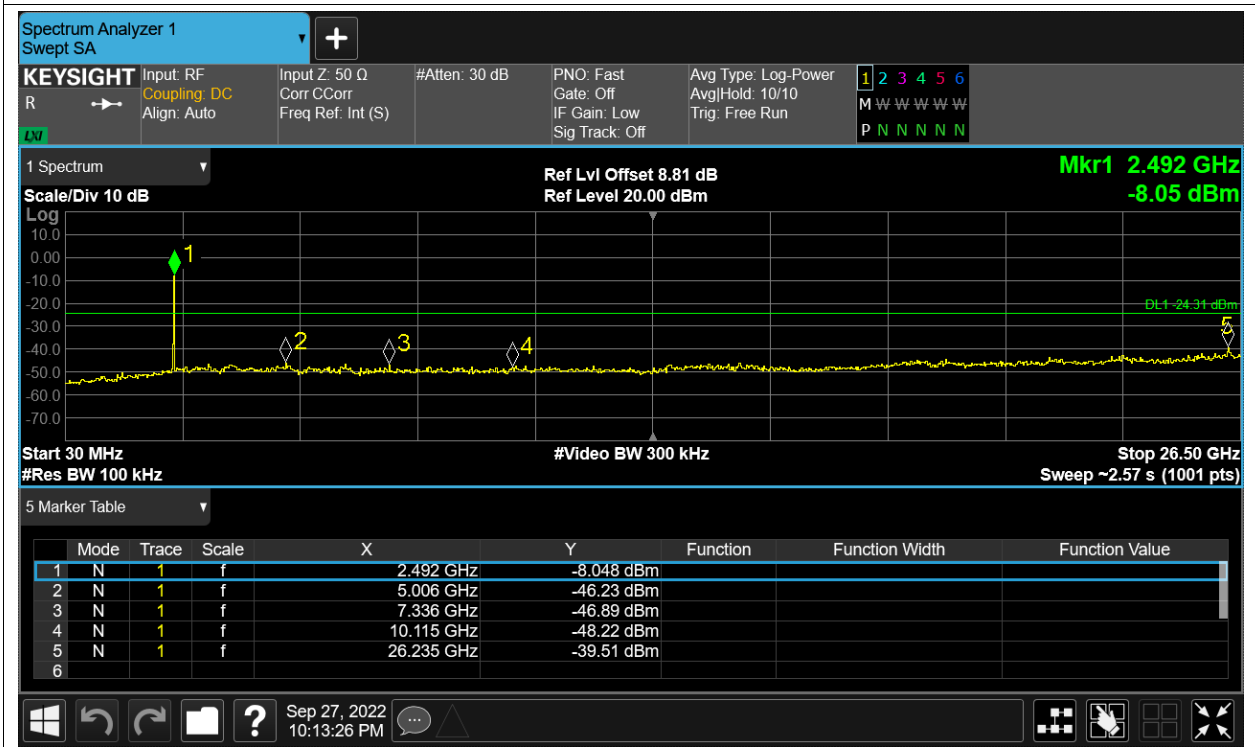 Spectrum Analyzer 1
Swept SA
KEYSIGHT Input: RF Input Z: 50 Ω #Atten: 30 dB PNO: Fast Avg Type: Log-Power 1 2 3 4 5 6
R Coupling: DC Corr CCorr Gate: Off Avg|Hold: 10/10 M W W W W W
Align: Auto Freq Ref: Int (S) IF Gain: Low Trig: Free Run
LXI Sig Track: Off P N N N N N
1 Spectrum Ref Lvl Offset 8.81 dB Mkr1 2.492 GHz
Scale/Div 10 dB Ref Level 20.00 dBm -8.05 dBm
Log
10.0
0.00 1
-10.0
-20.0 DL1 -24.31 dBm
-30.0 5
-40.0 2 3 4
-50.0
-60.0
-70.0
Start 30 MHz #Video BW 300 kHz Stop 26.50 GHz
#Res BW 100 kHz Sweep ~2.57 s (1001 pts)
5 Marker Table
Mode Trace Scale X Y Function Function Width Function Value
1 N 1 f 2.492 GHz -8.048 dBm
2 N 1 f 5.006 GHz -46.23 dBm
3 N 1 f 7.336 GHz -46.89 dBm
4 N 1 f 10.115 GHz -48.22 dBm
5 N 1 f 26.235 GHz -39.51 dBm
6
? Sep 27, 2022
10:13:26 PM